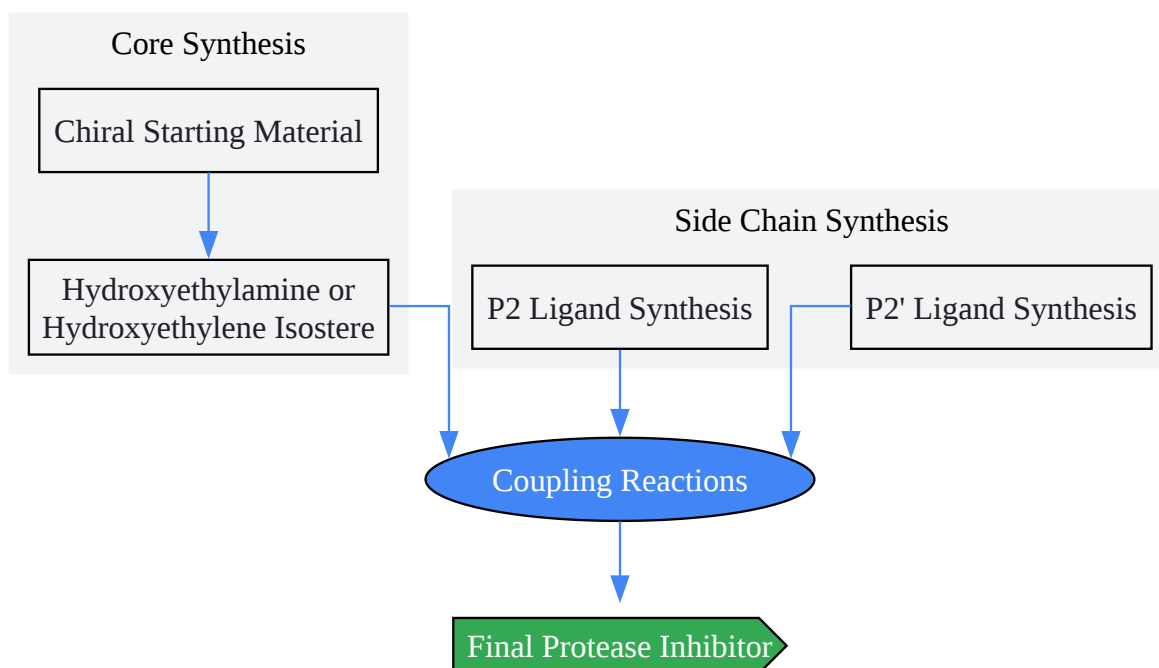 Core Synthesis
Chiral Starting Material
Hydroxyethylamine or
Hydroxyethylene Isostere
Side Chain Synthesis
P2 Ligand Synthesis
P2' Ligand Synthesis
Coupling Reactions
Final Protease Inhibitor